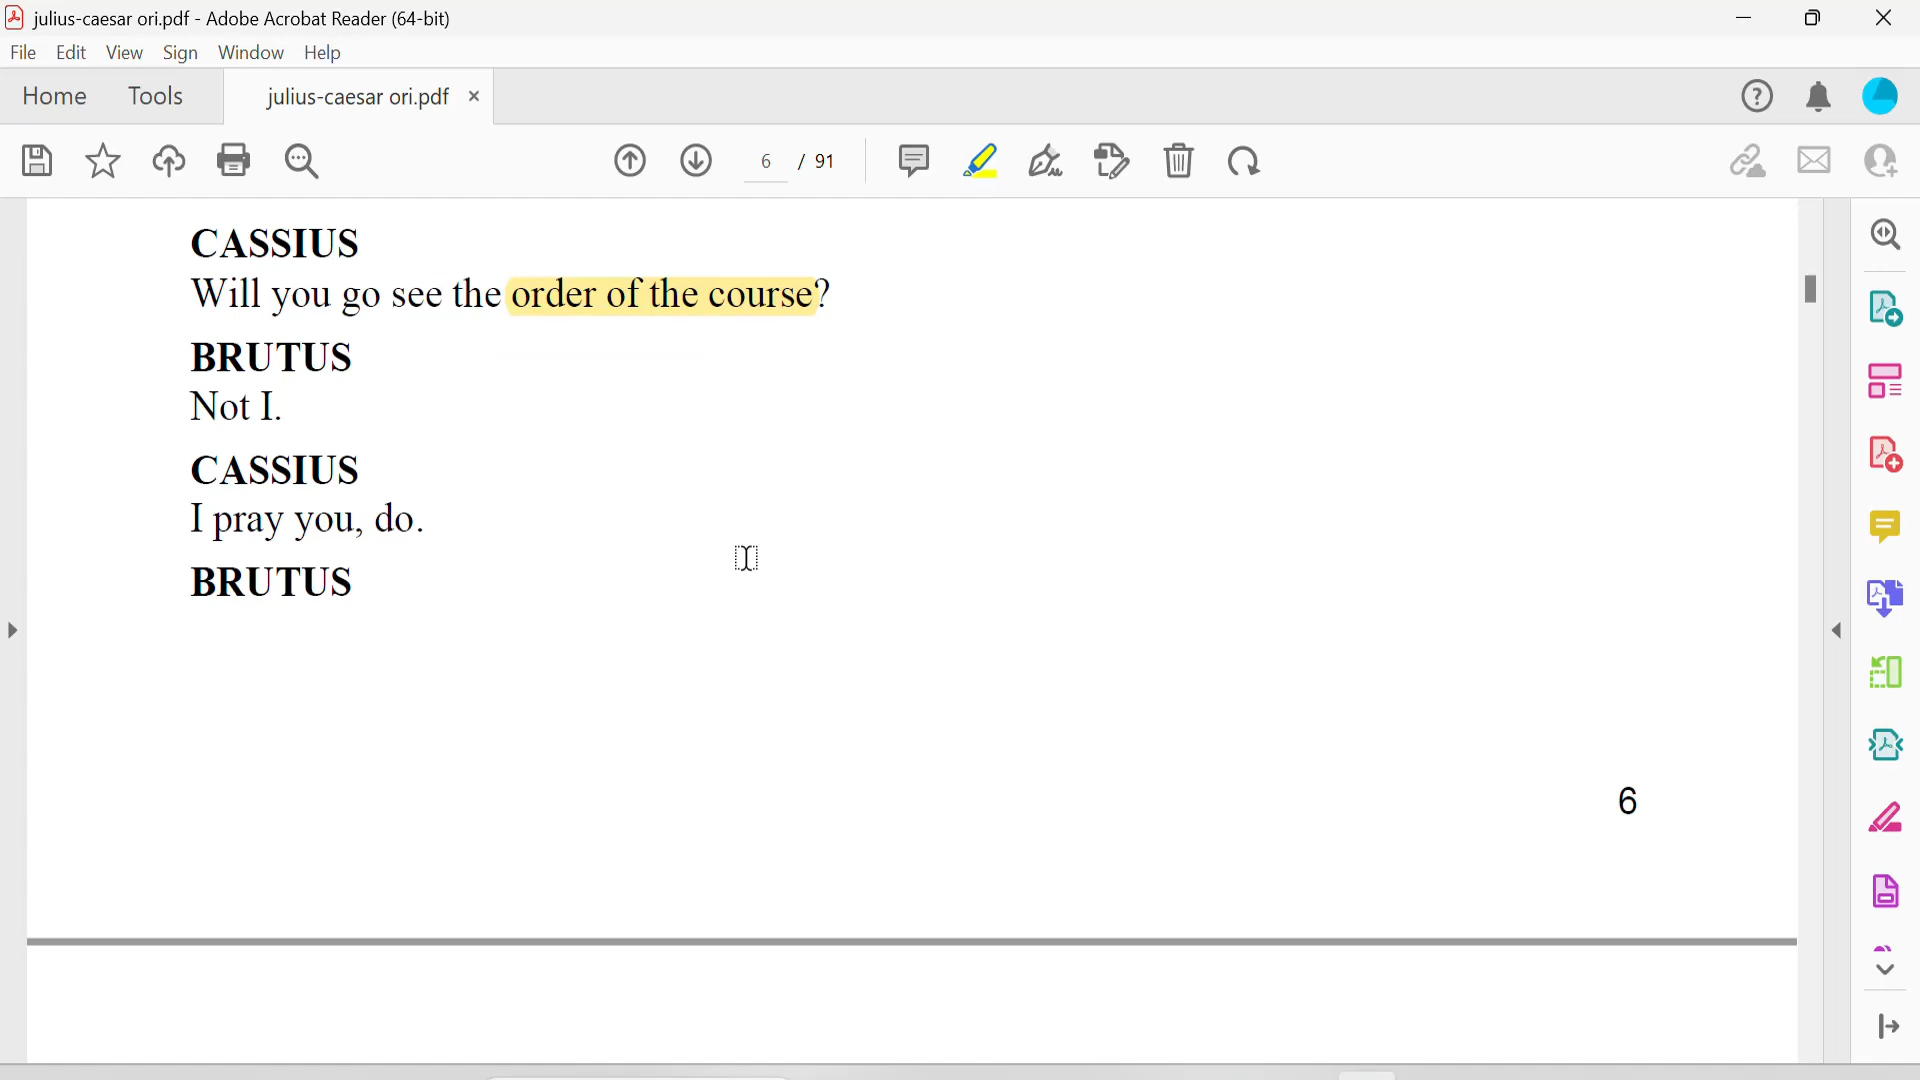 julius-caesar ori.pdf - Adobe Acrobat Reader (64-bit)
File Edit View Sign Window Help
Home Tools julius-caesar ori.pdf ×
6 / 91
CASSIUS
Will you go see the order of the course?
BRUTUS
Not I.
CASSIUS
I pray you, do.
BRUTUS
6